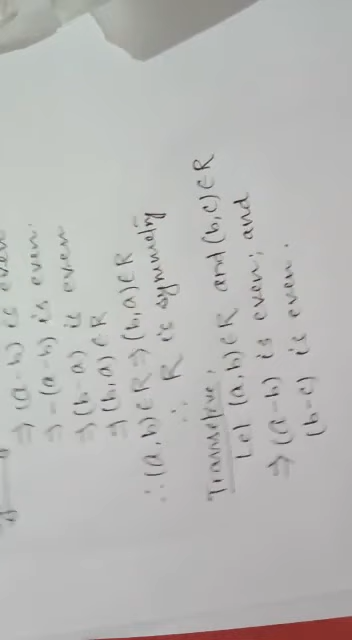 ⇒ (a-b) is even
⇒ -(a-b) is even.
⇒ (b-a) is even
⇒ (b,a) ∈ R
∴ (a,b) ∈ R ⇒ (b,a) ∈ R
∴ R is symmetry
Transitive.
Let (a,b) ∈ R and (b,c) ∈ R
⇒ (a-b) is even, and
(b-c) is even.